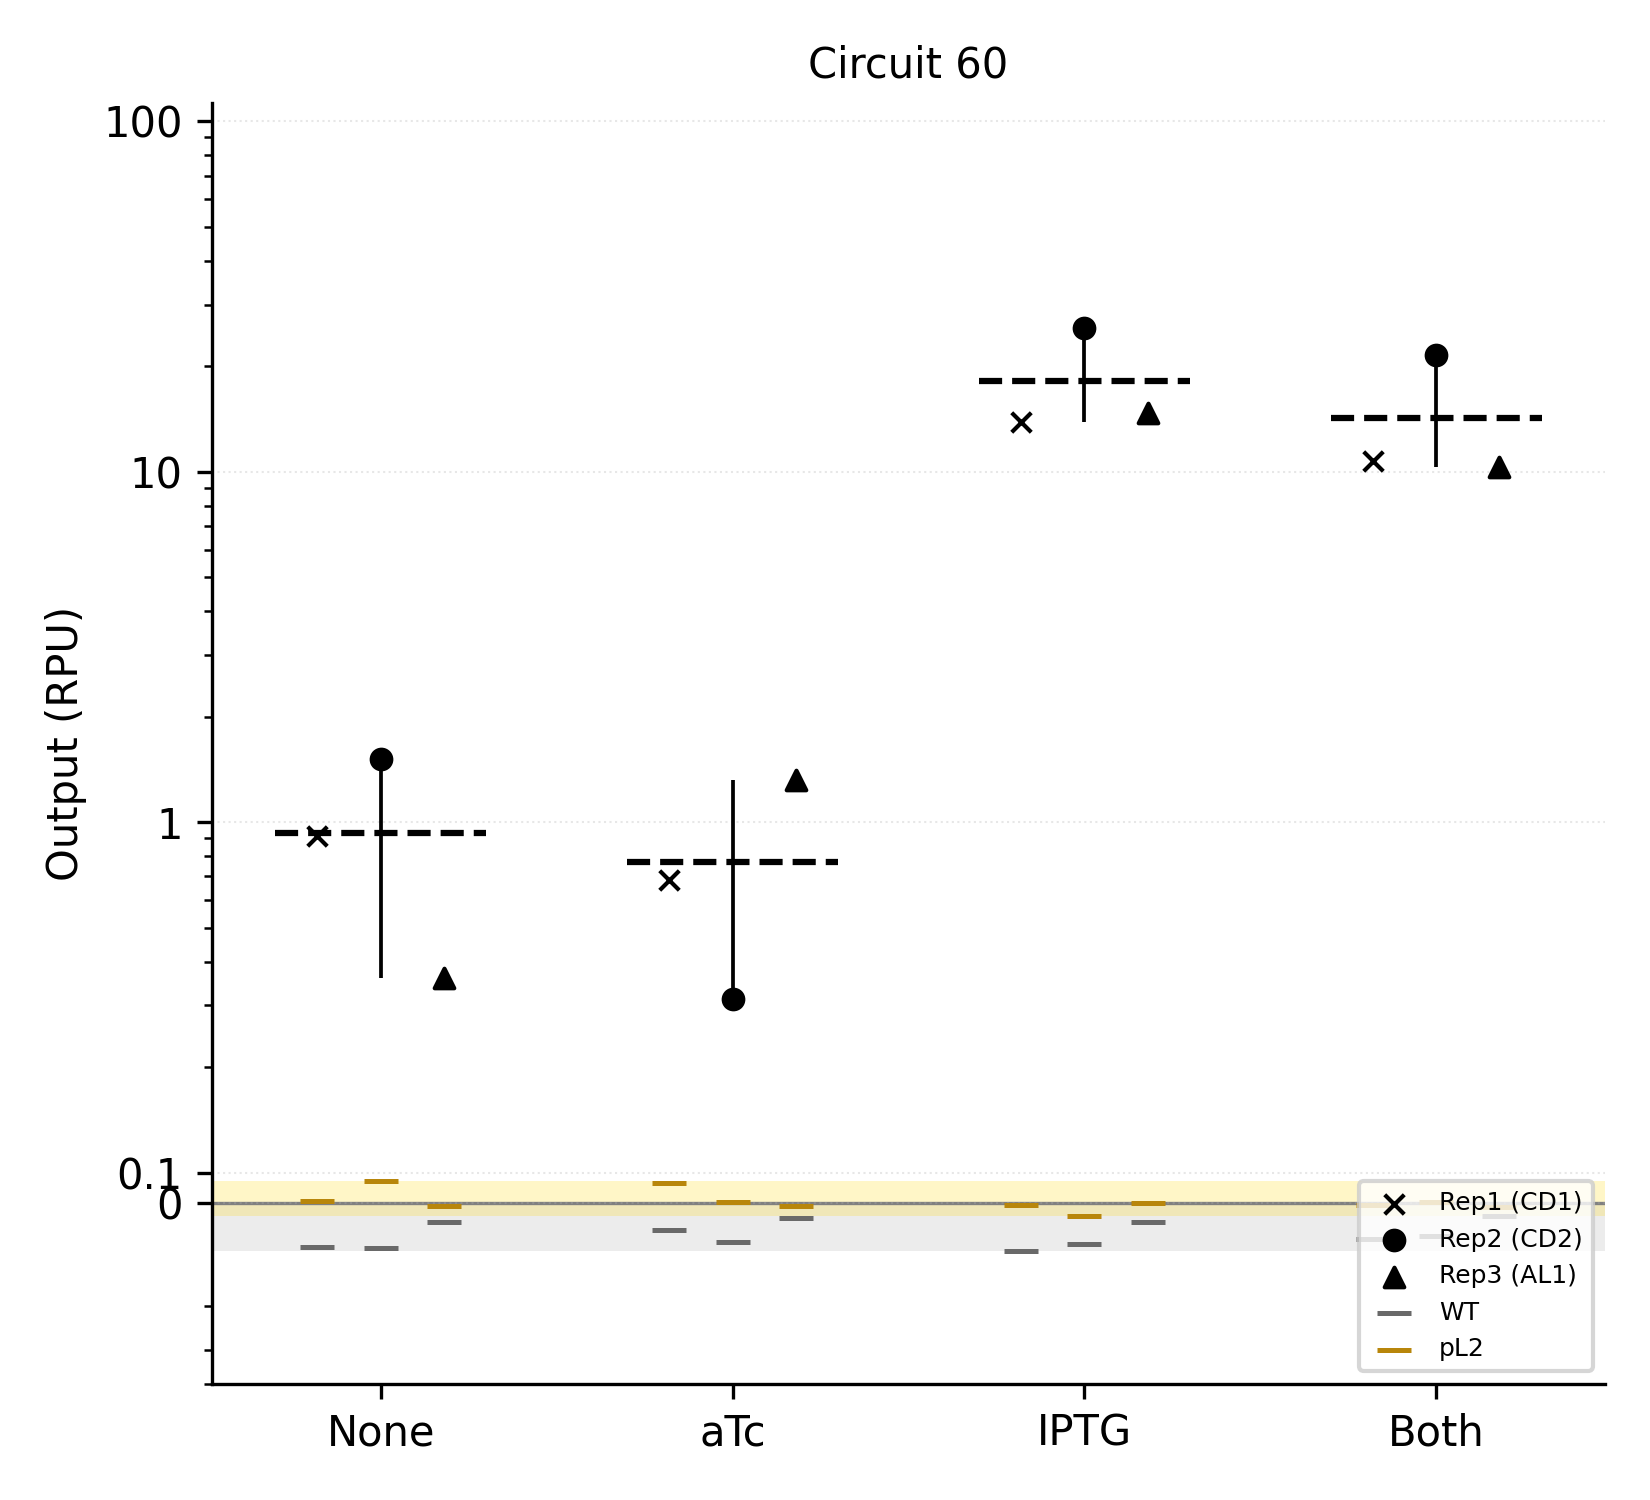 Circuit 60
Output (RPU)
100
10
1
0.1
0
Rep1 (CD1)
Rep2 (CD2)
Rep3 (AL1)
WT
pL2
None
aTc
IPTG
Both